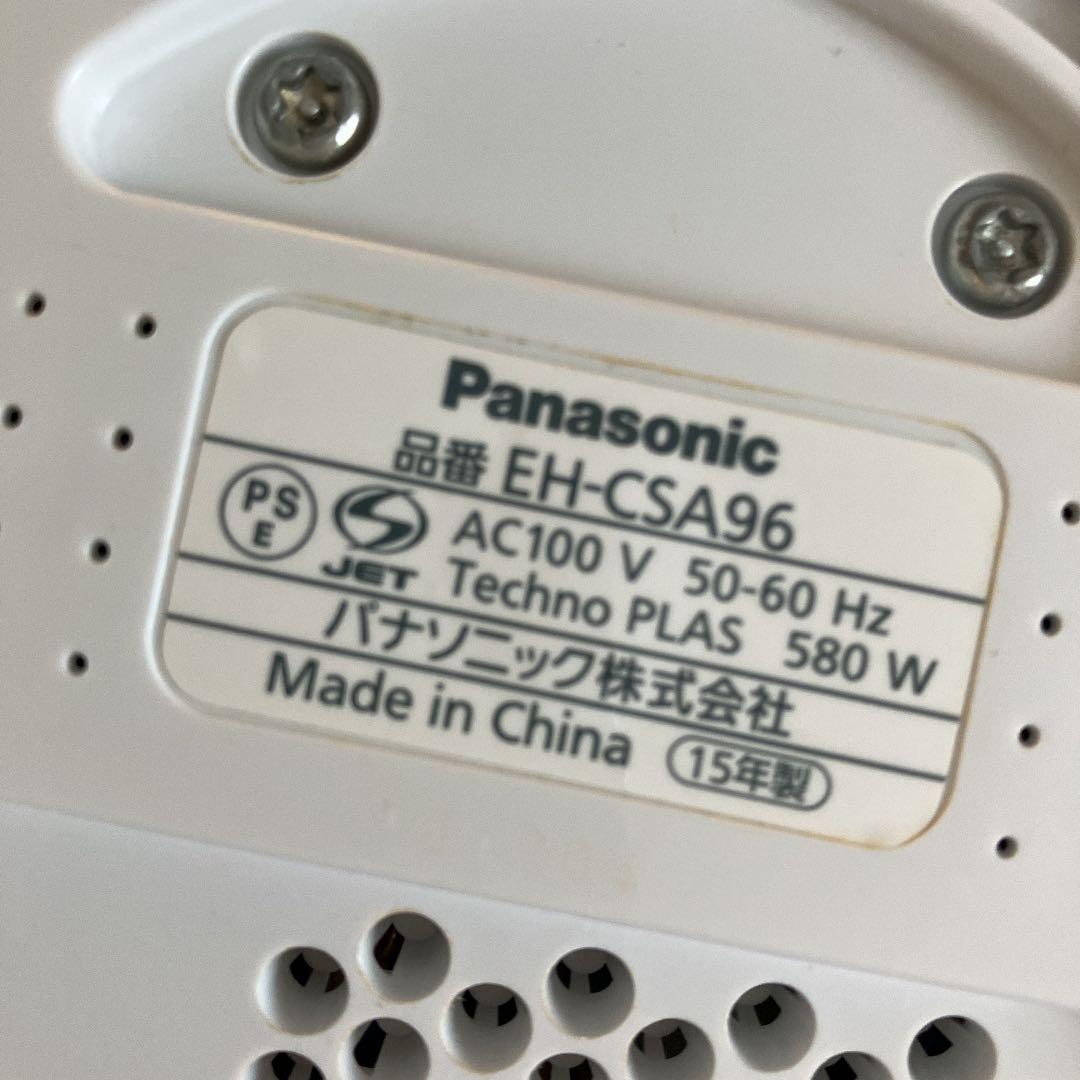 Panasonic
品番 EH-CSA96
PS
E
JET
AC100 V 50-60 Hz
Techno PLAS 580 W
パナソニック株式会社
Made in China 15年製